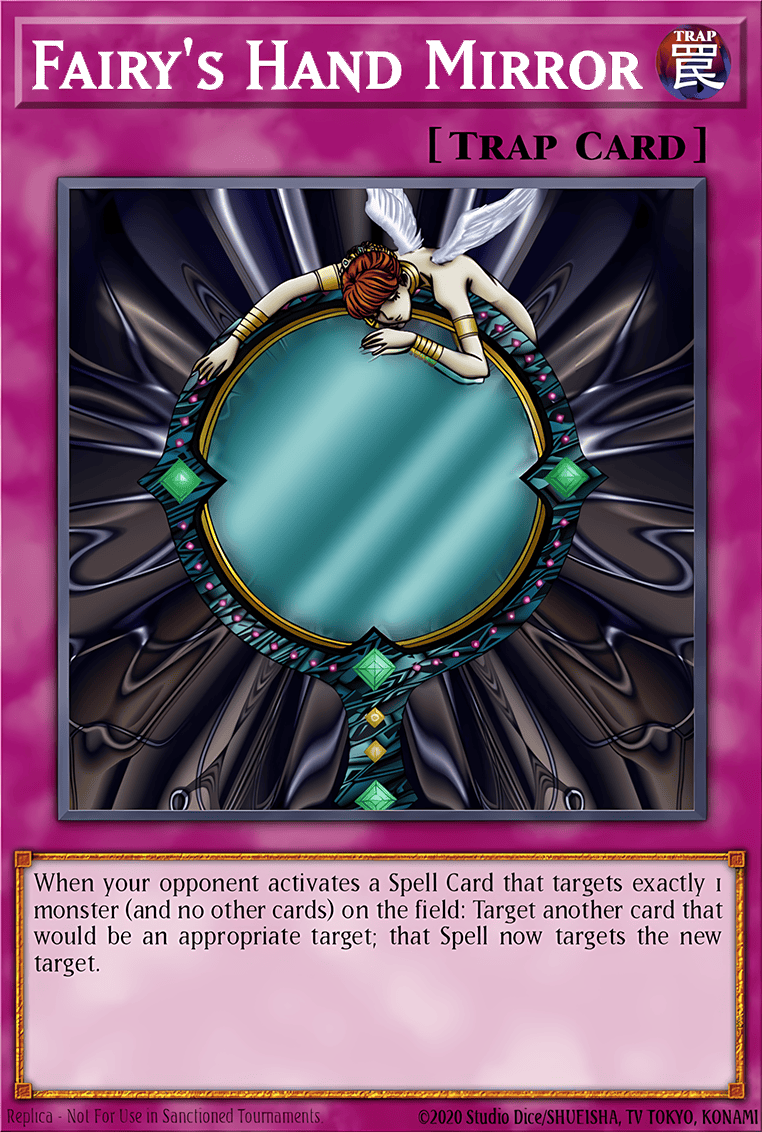 Fairy's Hand Mirror
TRAP
罠
[Trap Card]
When your opponent activates a Spell Card that targets exactly 1
monster (and no other cards) on the field: Target another card that
would be an appropriate target; that Spell now targets the new
target.
Replica - Not For Use in Sanctioned Tournaments.
©2020 Studio Dice/SHUEISHA, TV TOKYO, KONAMI